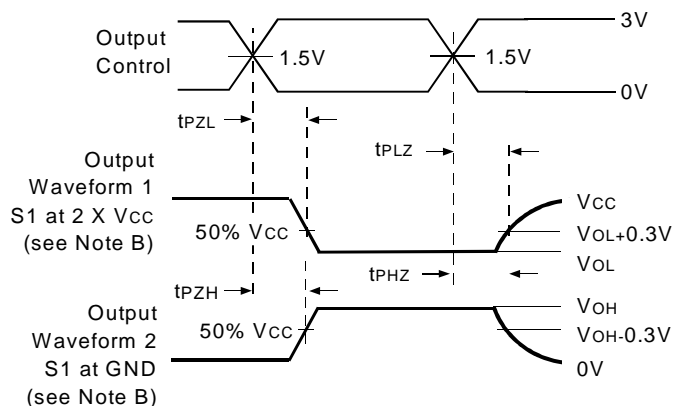 3V
Output
Control
1.5V
1.5V
0V
tPZL
tPLZ
Output
Waveform 1
S1 at 2 X VCC
(see Note B)
50% VCC
VCC
VOL+0.3V
VOL
tPZH
tPHZ
Output
Waveform 2
S1 at GND
(see Note B)
50% VCC
VOH
VOH-0.3V
0V